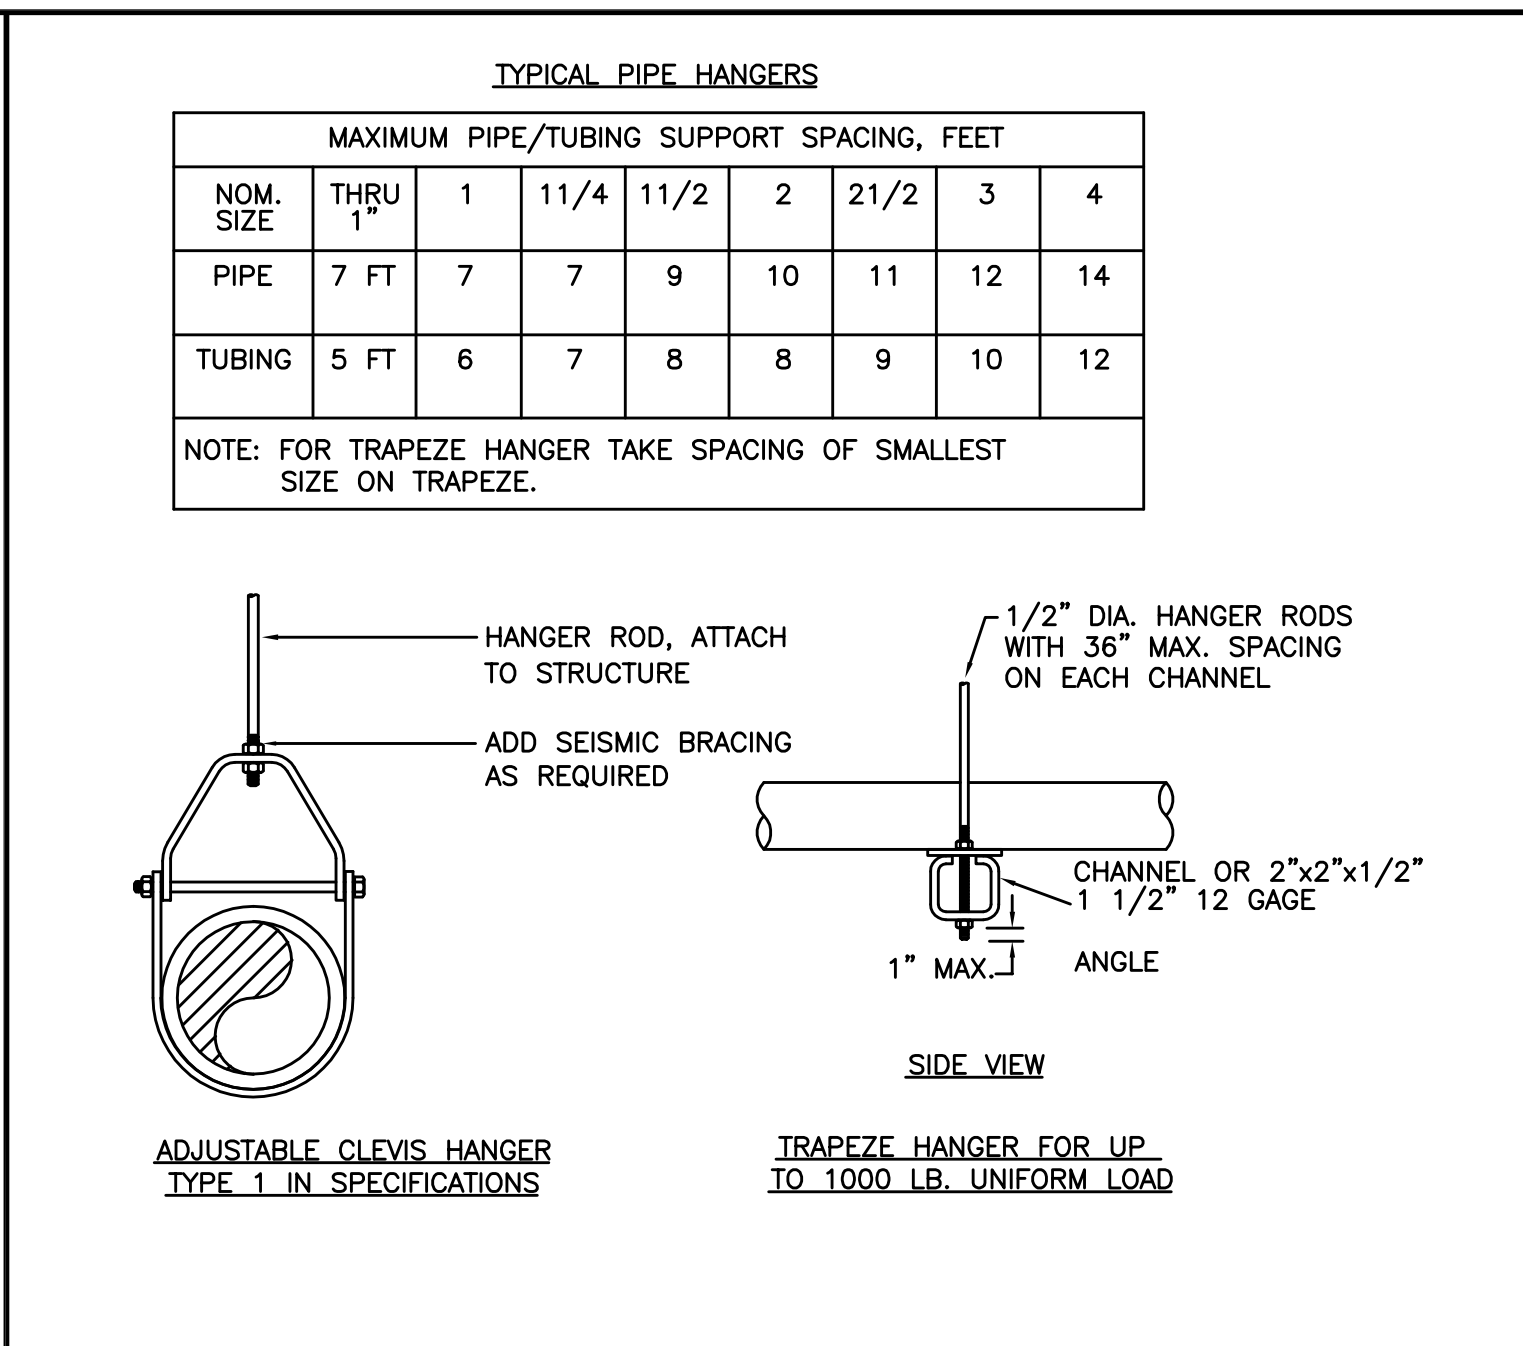 TYPICAL PIPE HANGERS
MAXIMUM PIPE/TUBING SUPPORT SPACING, FEET
NOM. SIZE THRU 1” 1 11/4 11/2 2 21/2 3 4
PIPE 7 FT 7 7 9 10 11 12 14
TUBING 5 FT 6 7 8 8 9 10 12
NOTE: FOR TRAPEZE HANGER TAKE SPACING OF SMALLEST
SIZE ON TRAPEZE.
HANGER ROD, ATTACH
TO STRUCTURE
ADD SEISMIC BRACING
AS REQUIRED
ADJUSTABLE CLEVIS HANGER
TYPE 1 IN SPECIFICATIONS
1/2” DIA. HANGER RODS
WITH 36” MAX. SPACING
ON EACH CHANNEL
CHANNEL OR 2”x2”x1/2”
1 1/2” 12 GAGE
ANGLE
1” MAX.
SIDE VIEW
TRAPEZE HANGER FOR UP
TO 1000 LB. UNIFORM LOAD